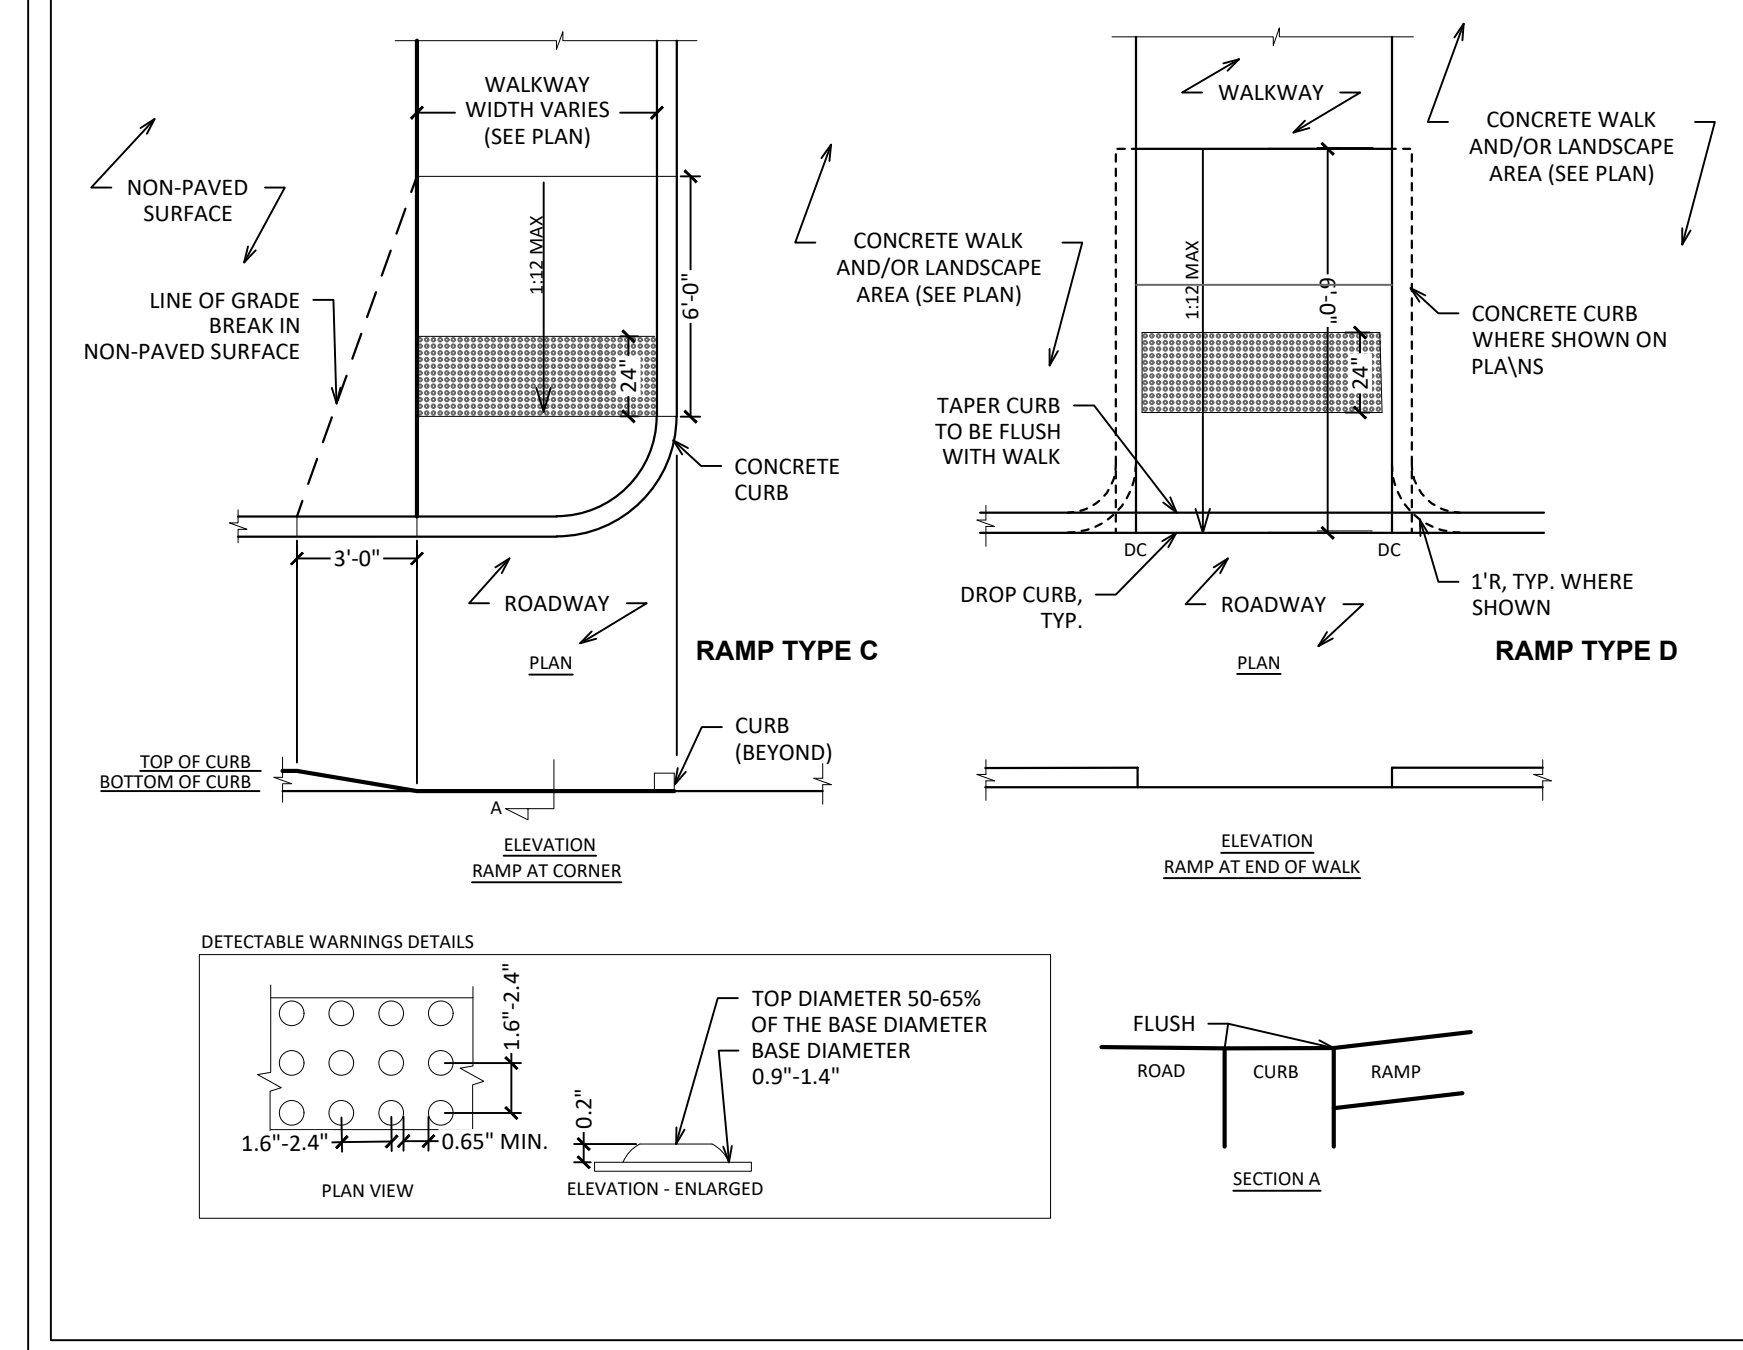 WALKWAY
WIDTH VARIES
(SEE PLAN)
NON-PAVED
SURFACE
LINE OF GRADE
BREAK IN
NON-PAVED SURFACE
1:12 MAX
6'-0"
24"
CONCRETE
CURB
3'-0"
ROADWAY
PLAN
RAMP TYPE C
TOP OF CURB
BOTTOM OF CURB
CURB
(BEYOND)
A
ELEVATION
RAMP AT CORNER
WALKWAY
CONCRETE WALK
AND/OR LANDSCAPE
AREA (SEE PLAN)
CONCRETE WALK
AND/OR LANDSCAPE
AREA (SEE PLAN)
1:12 MAX
6'-0"
24"
CONCRETE CURB
WHERE SHOWN ON
PLA\NS
TAPER CURB
TO BE FLUSH
WITH WALK
DC
DC
DROP CURB,
TYP.
ROADWAY
1'R, TYP. WHERE
SHOWN
PLAN
RAMP TYPE D
ELEVATION
RAMP AT END OF WALK
DETECTABLE WARNINGS DETAILS
1.6"-2.4"
1.6"-2.4"
0.65" MIN.
PLAN VIEW
TOP DIAMETER 50-65%
OF THE BASE DIAMETER
BASE DIAMETER
0.9"-1.4"
0.2"
ELEVATION - ENLARGED
FLUSH
ROAD
CURB
RAMP
SECTION A